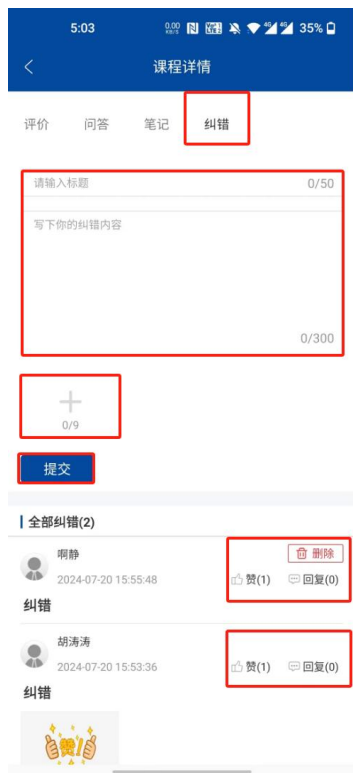 5:03 0.00 KB/S 4G 4G 35%
课程详情
评价 问答 笔记 纠错
请输入标题 0/50
写下你的纠错内容
0/300
0/9
提交
全部纠错(2)
啊静 删除
2024-07-20 15:55:48 赞(1) 回复(0)
纠错
胡涛涛
2024-07-20 15:53:36 赞(1) 回复(0)
纠错
赞!